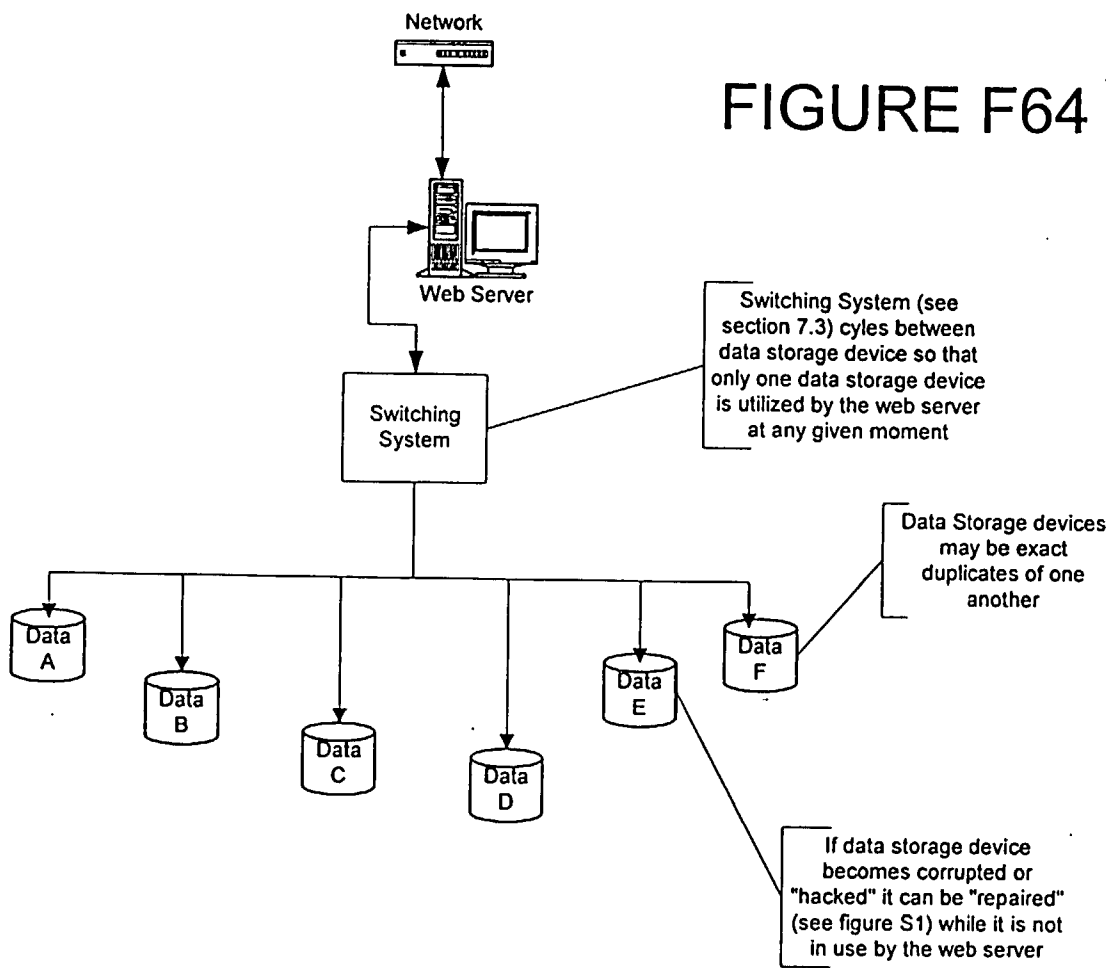 Network
FIGURE F64
Web Server
Switching System (see
section 7.3) cyles between
data storage device so that
only one data storage device
is utilized by the web server
at any given moment
Switching
System
Data Storage devices
may be exact
duplicates of one
another
Data
A
Data
B
Data
C
Data
D
Data
E
Data
F
If data storage device
becomes corrupted or
"hacked" it can be "repaired"
(see figure S1) while it is not
in use by the web server